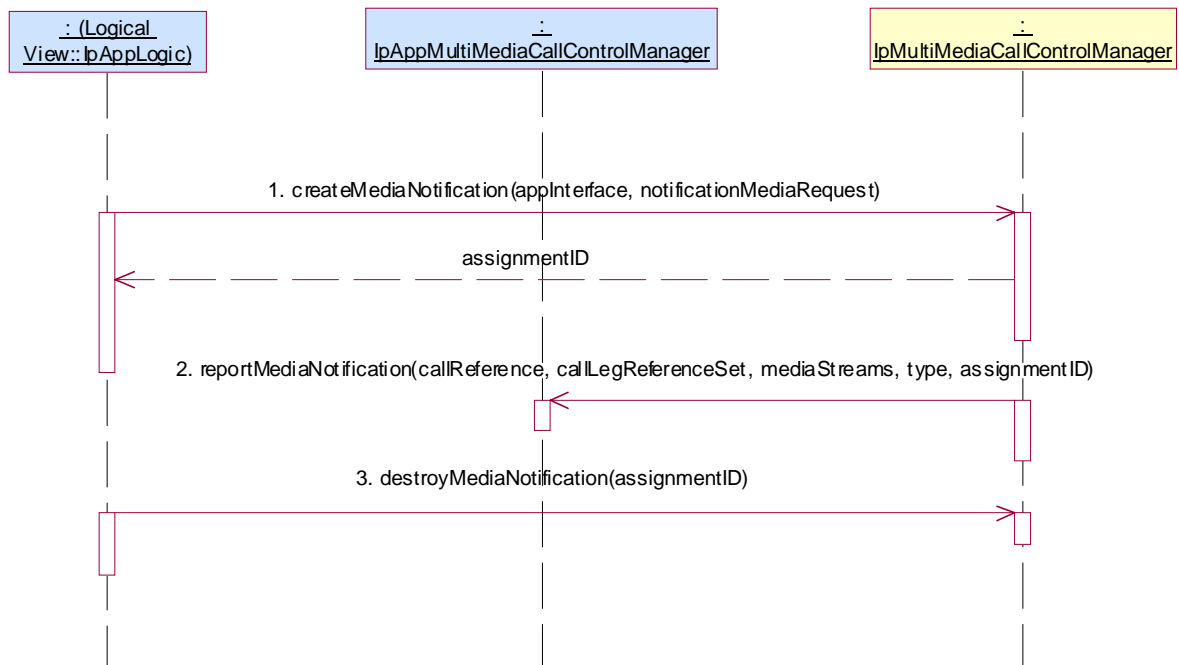 : (Logical
View::IpAppLogic)
:
IpAppMultiMediaCallControlManager
:
IpMultiMediaCallControlManager
1. createMediaNotification(appInterface, notificationMediaRequest)
assignmentID
2. reportMediaNotification(callReference, callLegReferenceSet, mediaStreams, type, assignmentID)
3. destroyMediaNotification(assignmentID)